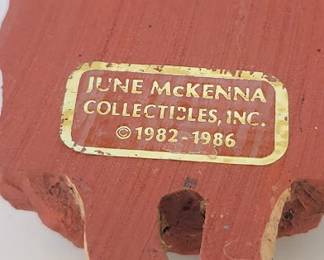 JUNE McKENNA
COLLECTIBLES, INC.
© 1982-1986